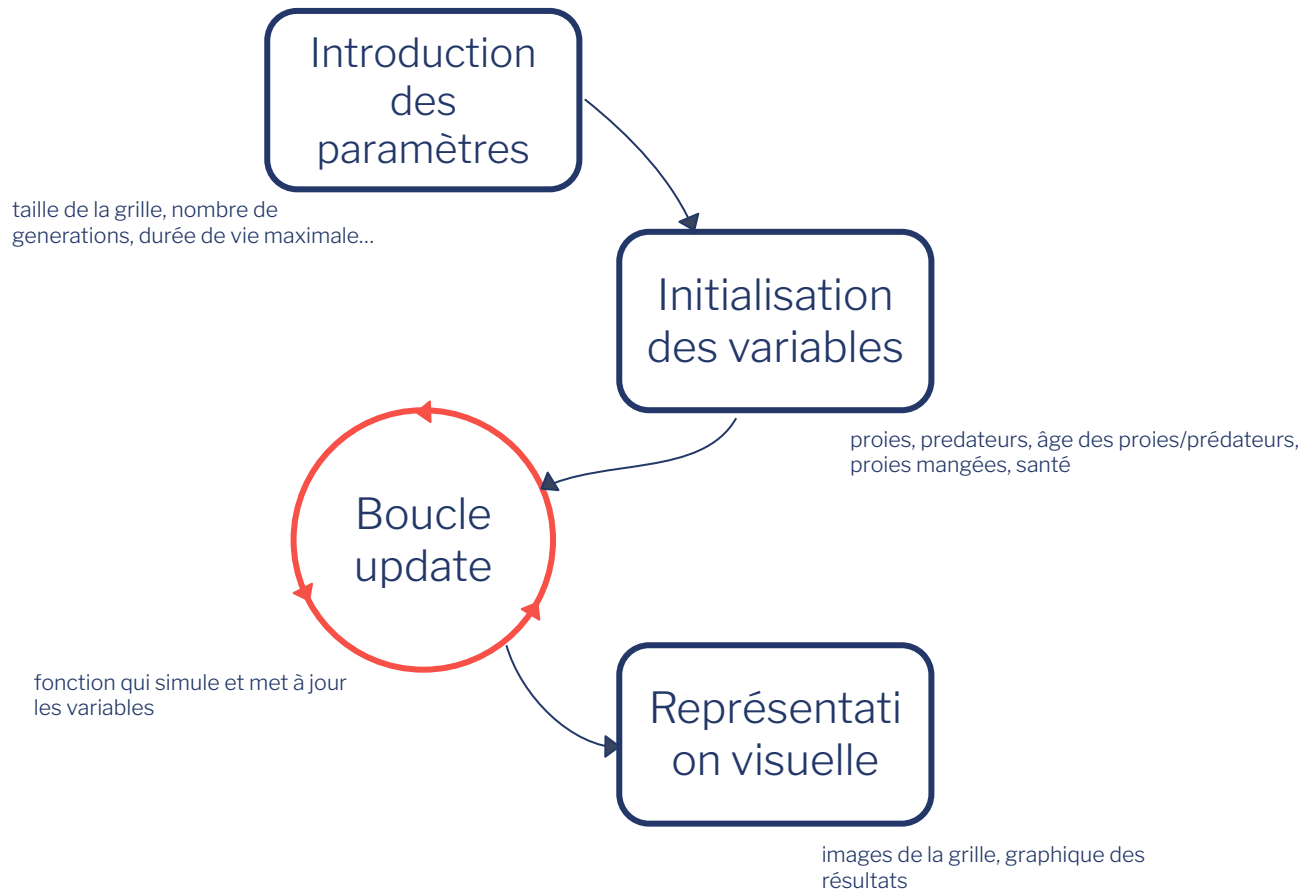 Introduction
des
paramètres
taille de la grille, nombre de
generations, durée de vie maximale...
Initialisation
des variables
proies, predateurs, âge des proies/prédateurs,
proies mangées, santé
Boucle
update
fonction qui simule et met à jour
les variables
Représentati
on visuelle
images de la grille, graphique des
résultats